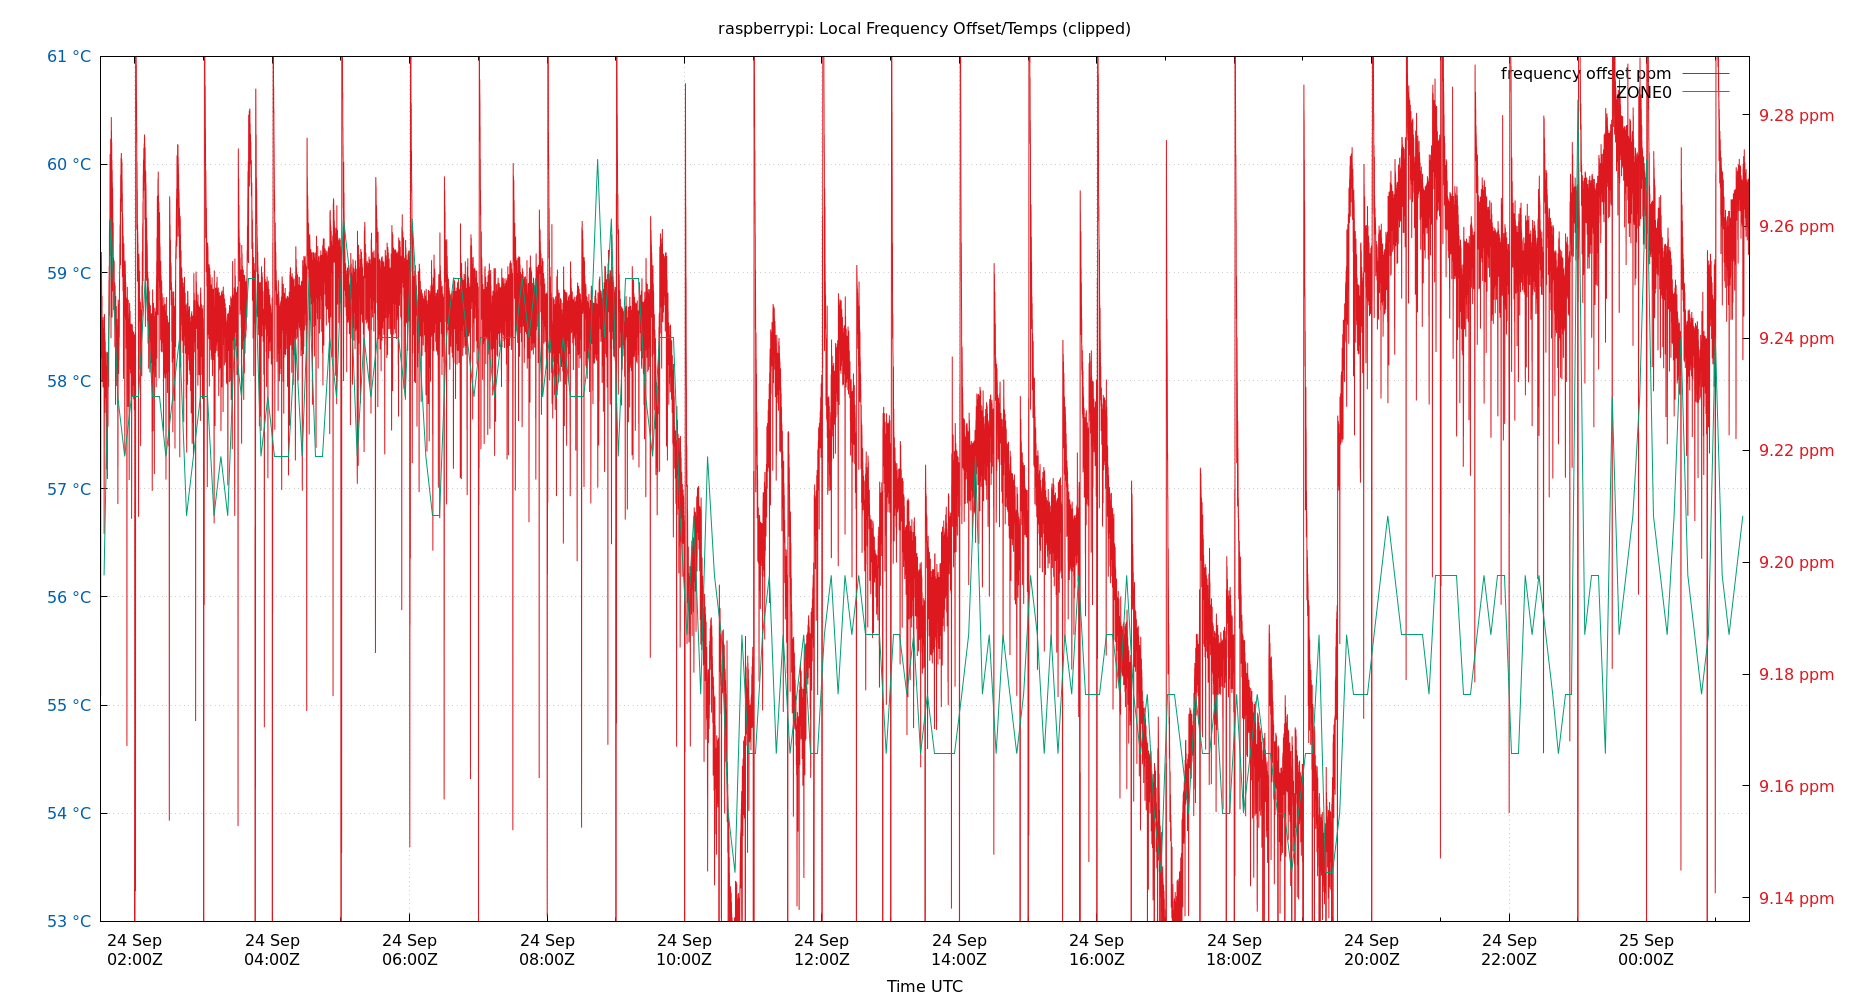 raspberrypi: Local Frequency Offset/Temps (clipped)
61 °C
60 °C
59 °C
58 °C
57 °C
56 °C
55 °C
54 °C
53 °C
frequency offset ppm
ZONE0
9.28 ppm
9.26 ppm
9.24 ppm
9.22 ppm
9.20 ppm
9.18 ppm
9.16 ppm
9.14 ppm
24 Sep 24 Sep 24 Sep 24 Sep 24 Sep 24 Sep 24 Sep 24 Sep 24 Sep 24 Sep 24 Sep 25 Sep
02:00Z 04:00Z 06:00Z 08:00Z 10:00Z 12:00Z 14:00Z 16:00Z 18:00Z 20:00Z 22:00Z 00:00Z
Time UTC